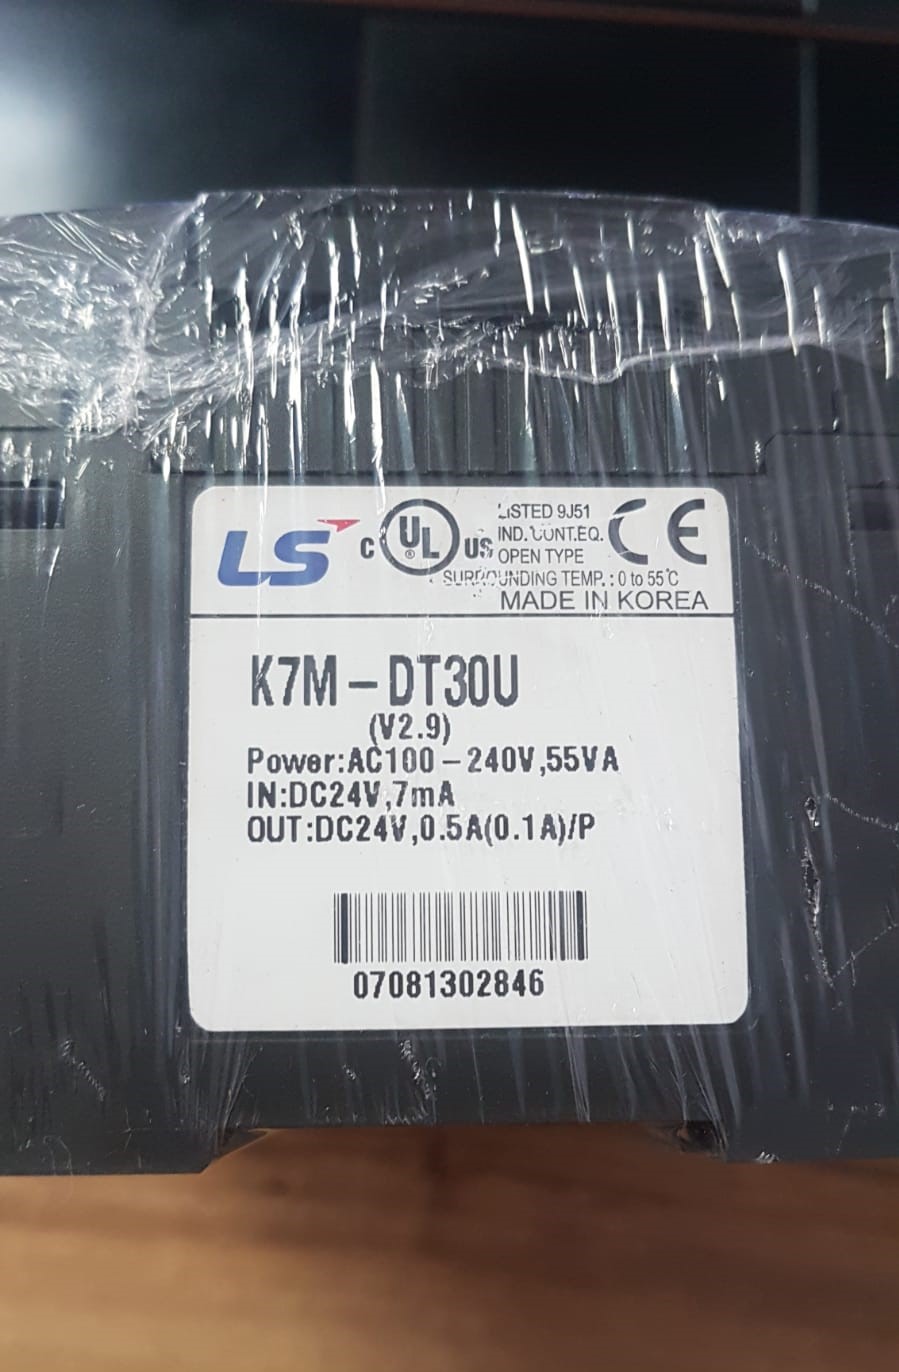 LS
C UL US
LISTED 9J51
IND.CONT.EQ.
OPEN TYPE
CE
SURROUNDING TEMP. : 0 to 55℃
MADE IN KOREA
K7M-DT30U
(V2.9)
Power:AC100-240V,55VA
IN:DC24V,7mA
OUT:DC24V,0.5A(0.1A)/P
07081302846